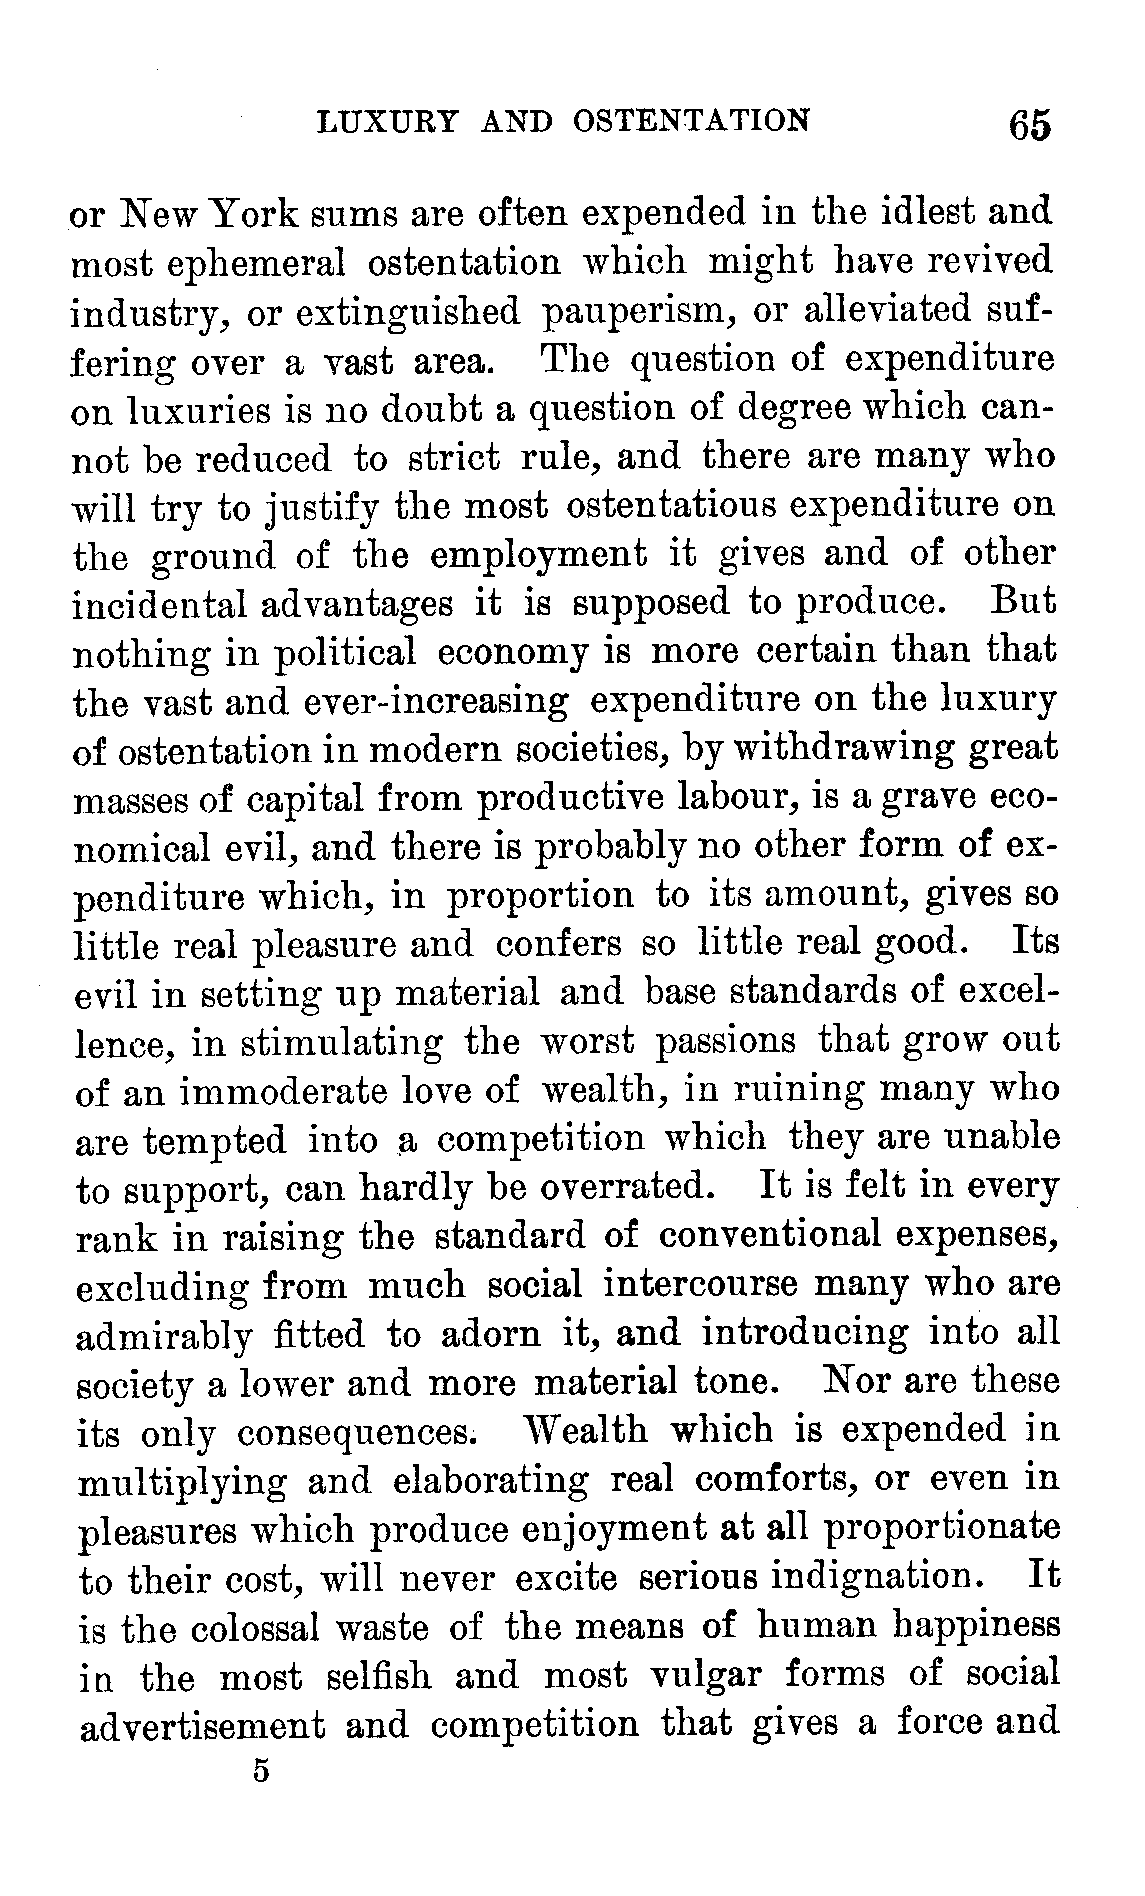 LUXURY AND OSTENTATION 65
or New York sums are often expended in the idlest and
most ephemeral ostentation which might have revived
industry, or extinguished pauperism, or alleviated suf-
fering over a vast area. The question of expenditure
on luxuries is no doubt a question of degree which can-
not be reduced to strict rule, and there are many who
will try to justify the most ostentatious expenditure on
the ground of the employment it gives and of other
incidental advantages it is supposed to produce. But
nothing in political economy is more certain than that
the vast and ever-increasing expenditure on the luxury
of ostentation in modern societies, by withdrawing great
masses of capital from productive labour, is a grave eco-
nomical evil, and there is probably no other form of ex-
penditure which, in proportion to its amount, gives so
little real pleasure and confers so little real good. Its
evil in setting up material and base standards of excel-
lence, in stimulating the worst passions that grow out
of an immoderate love of wealth, in ruining many who
are tempted into a competition which they are unable
to support, can hardly be overrated. It is felt in every
rank in raising the standard of conventional expenses,
excluding from much social intercourse many who are
admirably fitted to adorn it, and introducing into all
society a lower and more material tone. Nor are these
its only consequences. Wealth which is expended in
multiplying and elaborating real comforts, or even in
pleasures which produce enjoyment at all proportionate
to their cost, will never excite serious indignation. It
is the colossal waste of the means of human happiness
in the most selfish and most vulgar forms of social
advertisement and competition that gives a force and
5